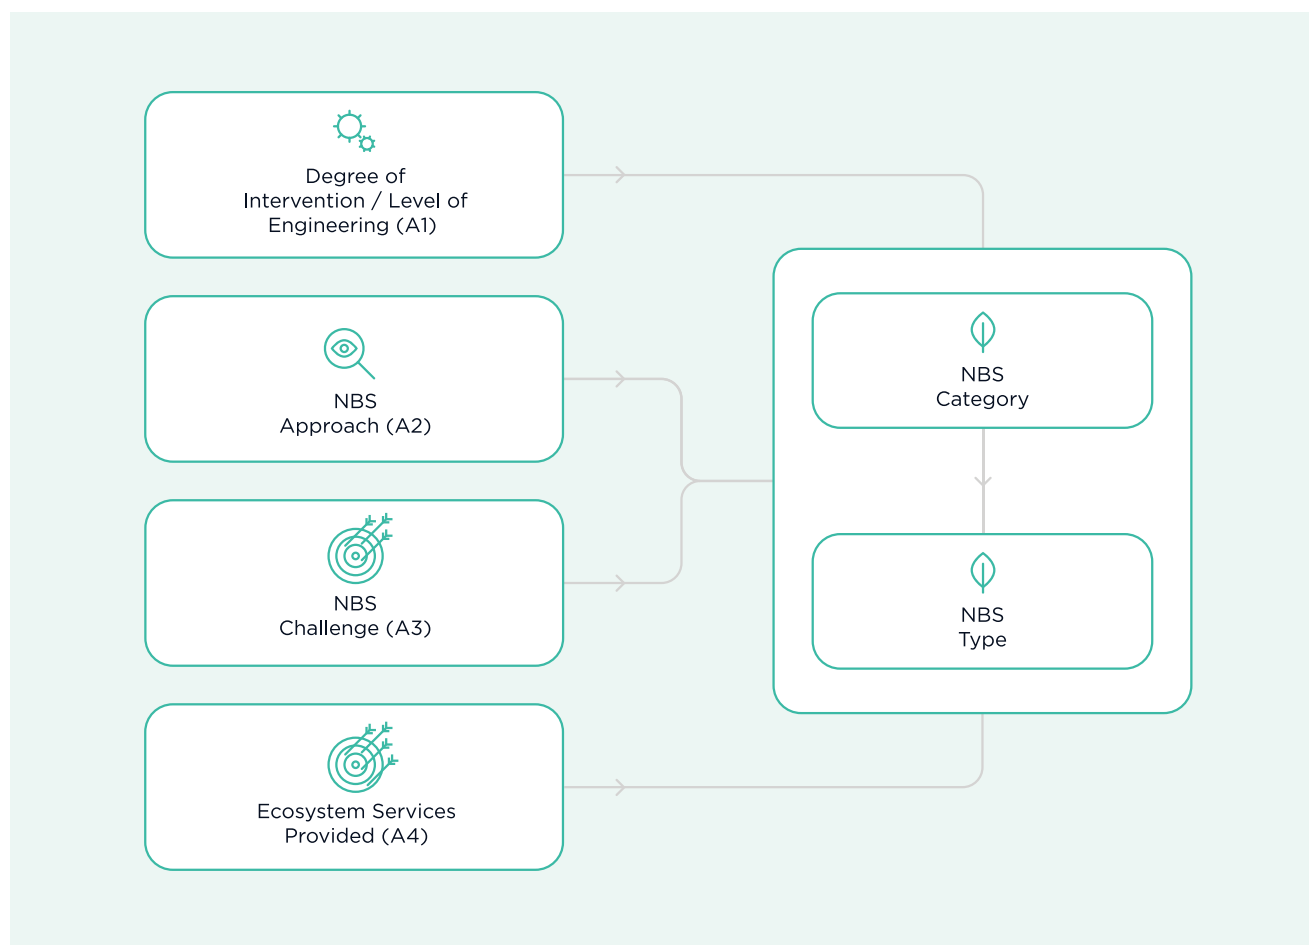 Degree of
Intervention / Level of
Engineering (A1)
NBS
Approach (A2)
NBS
Challenge (A3)
Ecosystem Services
Provided (A4)
NBS
Category
NBS
Type